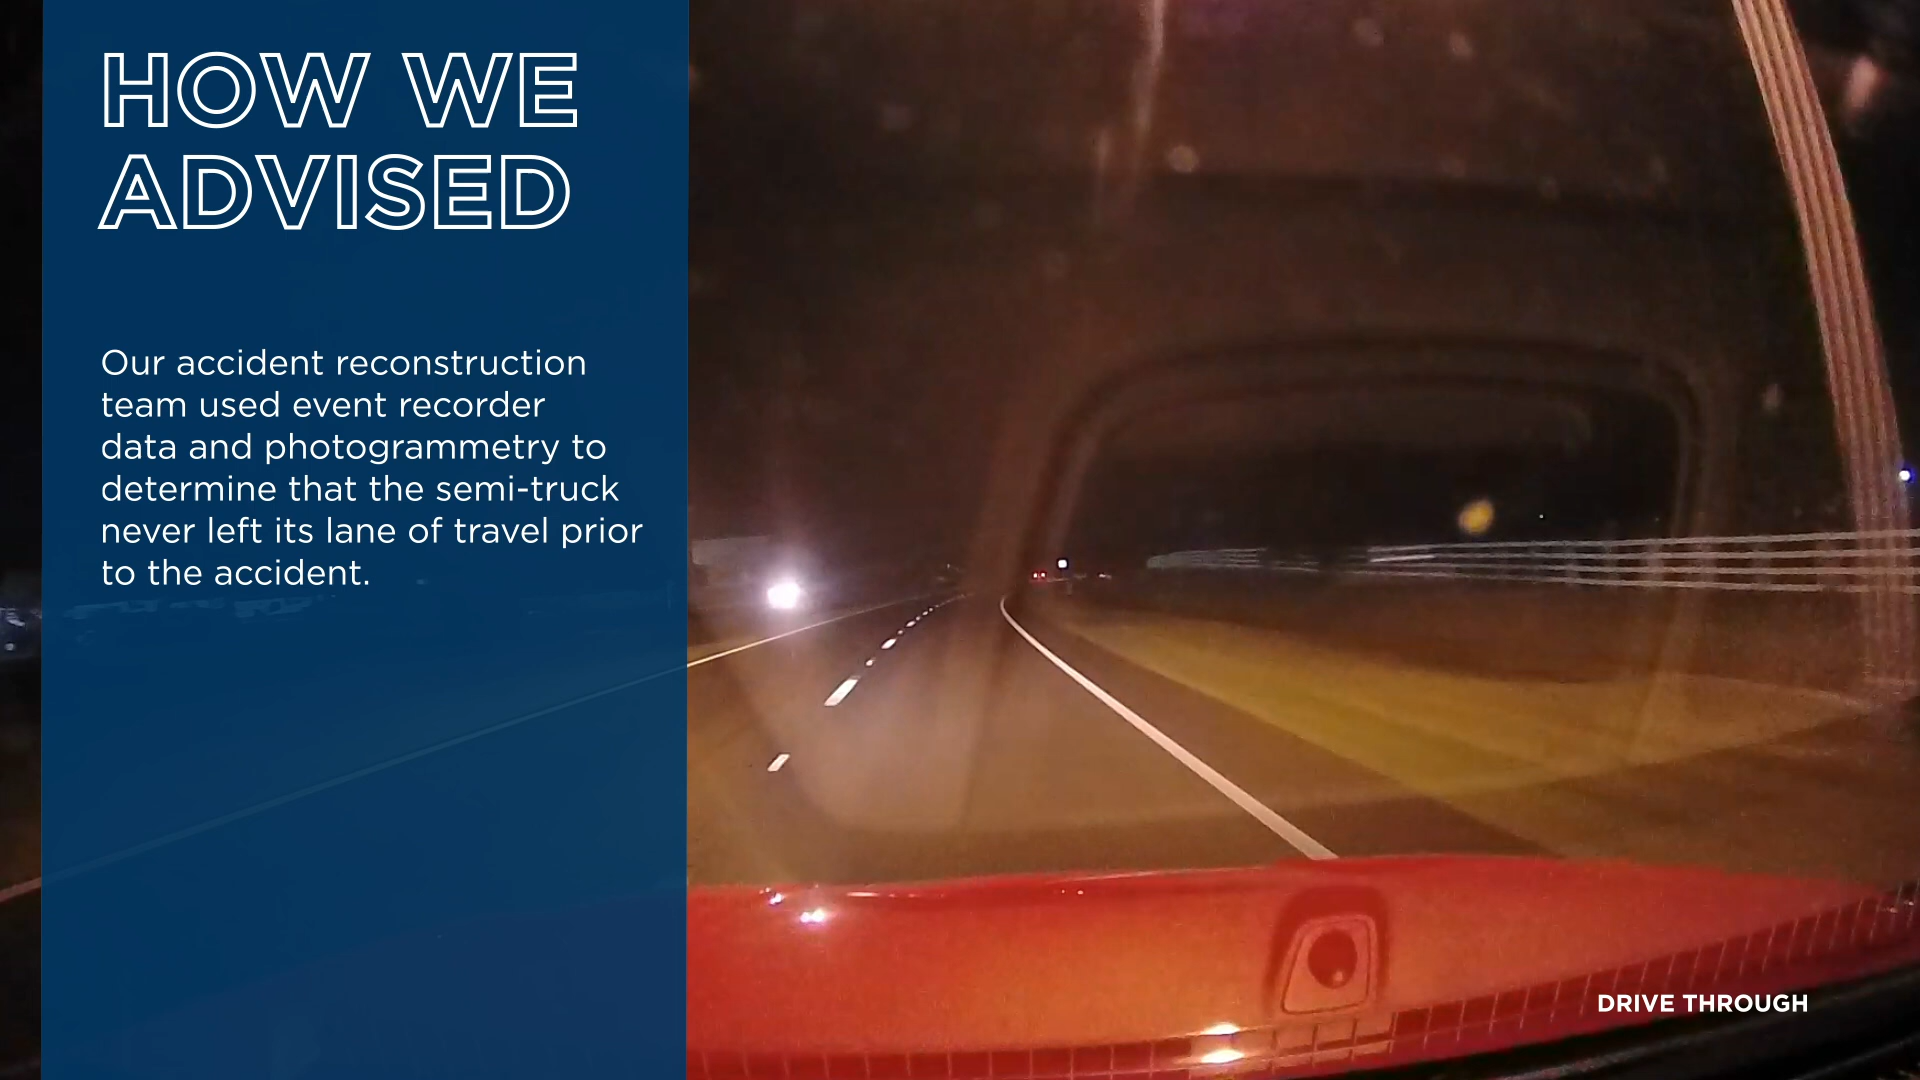 HOW WE
ADVISED
Our accident reconstruction
team used event recorder
data and photogrammetry to
determine that the semi-truck
never left its lane of travel prior
to the accident.
DRIVE THROUGH